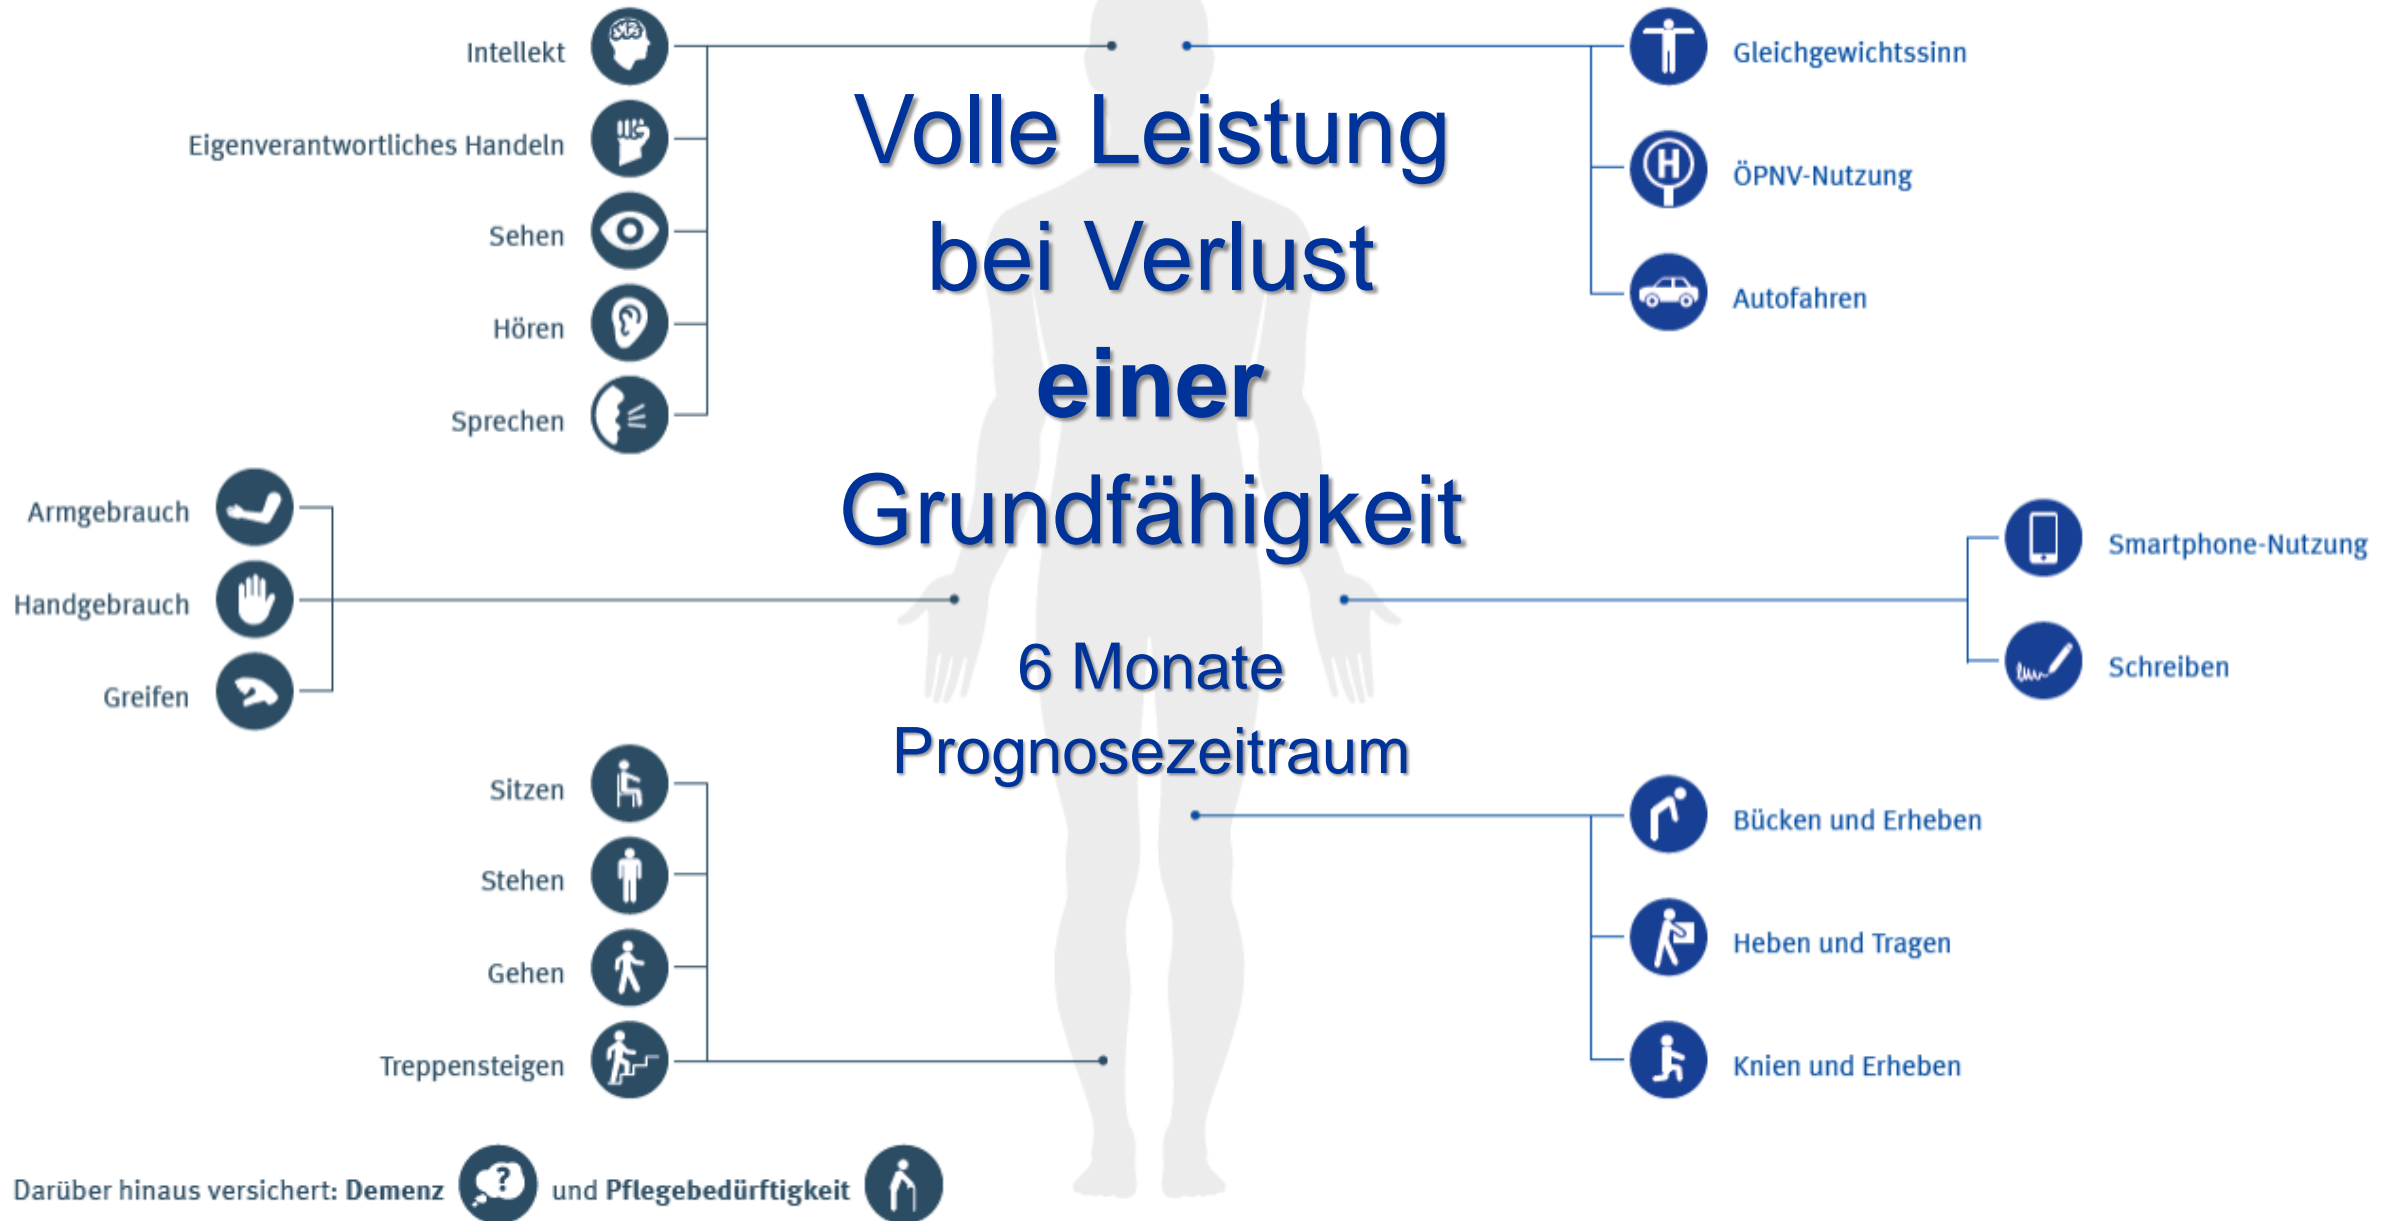 Intellekt
Eigenverantwortliches Handeln
Sehen
Hören
Sprechen
Armgebrauch
Handgebrauch
Greifen
Sitzen
Stehen
Gehen
Treppensteigen
Volle Leistung
bei Verlust
einer
Grundfähigkeit
6 Monate
Prognosezeitraum
Gleichgewichtssinn
H
ÖPNV-Nutzung
Autofahren
Smartphone-Nutzung
Schreiben
Bücken und Erheben
Heben und Tragen
Knien und Erheben
Darüber hinaus versichert: Demenz ? und Pflegebedürftigkeit